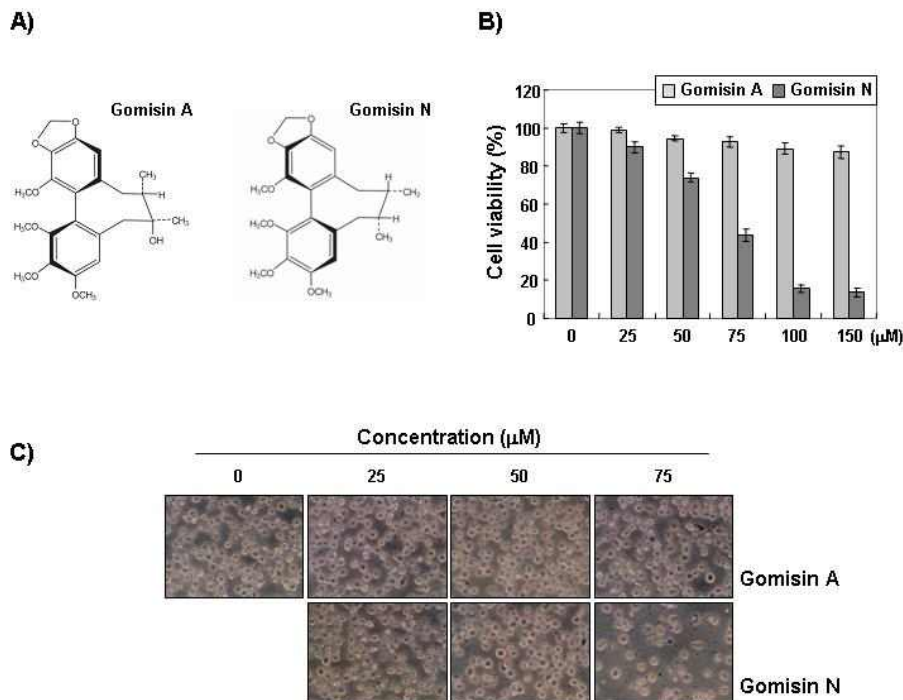 A)
Gomisin A
Gomisin N
O
O
H₃CO
CH₃
H
CH₃
OH
H₃CO
H₃CO
OCH₃
O
O
H₃CO
H
CH₃
H
CH₃
H₃CO
H₃CO
OCH₃
B)
Gomisin A Gomisin N
Cell viability (%)
120
100
80
60
40
20
0
0 25 50 75 100 150 (μM)
C)
Concentration (μM)
0 25 50 75
Gomisin A
Gomisin N